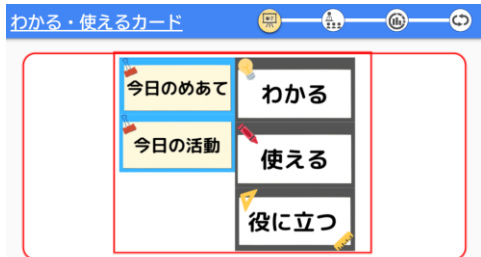 わかる・使えるカード
今日のめあて
わかる
今日の活動
使える
役に立つ